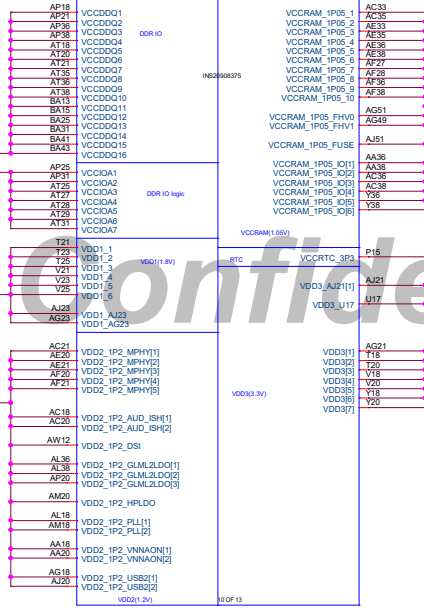 AP18 VCCDDQ1
AP21 VCCDDQ2
AP36 VCCDDQ3
AP38 VCCDDQ4
AT18 VCCDDQ5
AT20 VCCDDQ6
AT21 VCCDDQ7
AT35 VCCDDQ8
AT36 VCCDDQ9
AT38 VCCDDQ10
BA13 VCCDDQ11
BA15 VCCDDQ12
BA25 VCCDDQ13
BA31 VCCDDQ14
BA41 VCCDDQ15
BA43 VCCDDQ16
DDR IO
AP25 VCCIOA1
AP31 VCCIOA2
AT25 VCCIOA3
AT27 VCCIOA4
AT28 VCCIOA5
AT29 VCCIOA6
AT31 VCCIOA7
DDR IO logic
T21 VDD1_1
T23 VDD1_2
T25 VDD1_3
V21 VDD1_4
V23 VDD1_5
V25 VDD1_6
AJ23 VDD1_AJ23
AG23 VDD1_AG23
VDD1(1.8V)
AC21 VDD2_1P2_MPHY[1]
AE20 VDD2_1P2_MPHY[2]
AE21 VDD2_1P2_MPHY[3]
AF20 VDD2_1P2_MPHY[4]
AF21 VDD2_1P2_MPHY[5]
AC18 VDD2_1P2_AUD_ISH[1]
AC20 VDD2_1P2_AUD_ISH[2]
AW12 VDD2_1P2_DSI
AL36 VDD2_1P2_GLML2LDO[1]
AL38 VDD2_1P2_GLML2LDO[2]
AP20 VDD2_1P2_GLML2LDO[3]
AM20 VDD2_1P2_HPLDO
AL18 VDD2_1P2_PLL[1]
AM18 VDD2_1P2_PLL[2]
AA18 VDD2_1P2_VNNAON[1]
AA20 VDD2_1P2_VNNAON[2]
AG18 VDD2_1P2_USB2[1]
AJ20 VDD2_1P2_USB2[2]
VDD2(1.2V)
INS20908375
VCCRAM_1P05_1 AC33
VCCRAM_1P05_2 AC35
VCCRAM_1P05_3 AE33
VCCRAM_1P05_4 AE35
VCCRAM_1P05_5 AE36
VCCRAM_1P05_6 AE38
VCCRAM_1P05_7 AF27
VCCRAM_1P05_8 AF28
VCCRAM_1P05_9 AF36
VCCRAM_1P05_10 AF38
VCCRAM_1P05_FHV0 AG51
VCCRAM_1P05_FHV1 AG49
VCCRAM_1P05_FUSE AJ51
VCCRAM_1P05_IO[1] AA36
VCCRAM_1P05_IO[2] AA38
VCCRAM_1P05_IO[3] AC36
VCCRAM_1P05_IO[4] AC38
VCCRAM_1P05_IO[5] Y36
VCCRAM_1P05_IO[6] Y38
VCCRAM(1.05V)
RTC
VCCRTC_3P3 P15
VDD3_AJ21[1] AJ21
VDD3_U17 U17
VDD3[1] AG21
VDD3[2] T18
VDD3[3] T20
VDD3[4] V18
VDD3[5] V20
VDD3[6] Y18
VDD3[7] Y20
VDD3(3.3V)
10 OF 13
Confide